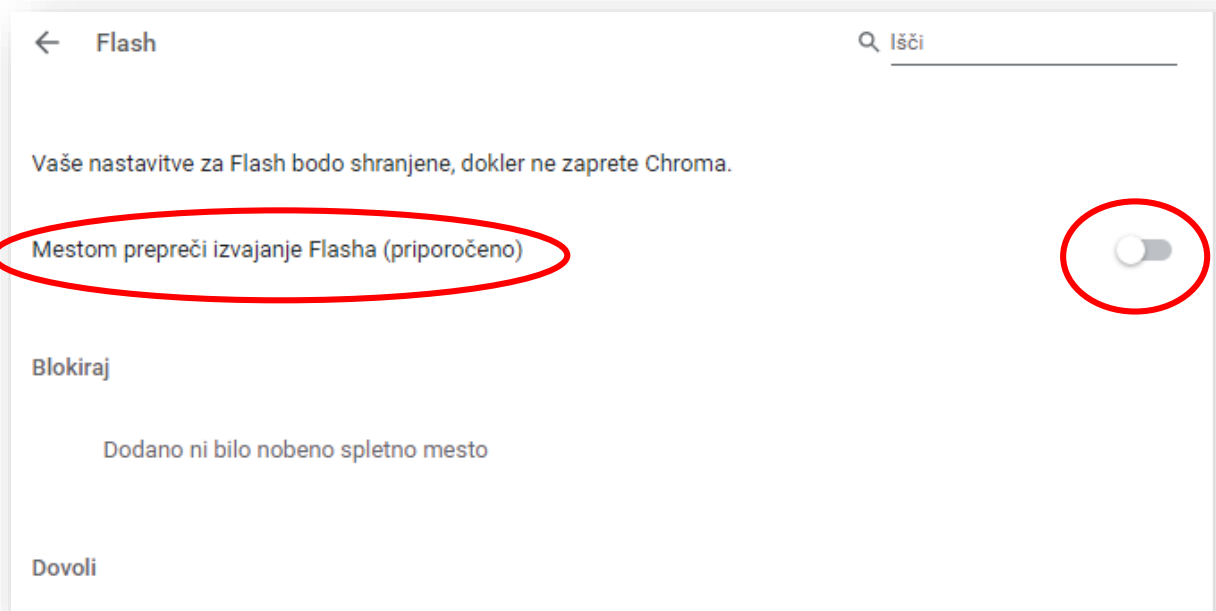 Flash
Išči
Vaše nastavitve za Flash bodo shranjene, dokler ne zaprete Chroma.
Mestom prepreči izvajanje Flasha (priporočeno)
Blokiraj
Dodano ni bilo nobeno spletno mesto
Dovoli